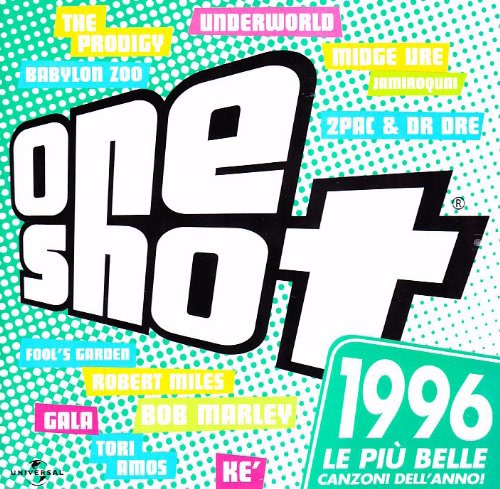 THE
PRODIGY
UNDERWORLD
BABYLON ZOO
MIDGE URE
JAMIROQUAI
2PAC & DR DRE
one
shot
®
FOOL'S GARDEN
ROBERT MILES
GALA
BOB MARLEY
TORI
AMOS
KE'
1996
LE PIÙ BELLE
CANZONI DELL'ANNO!
UNIVERSAL